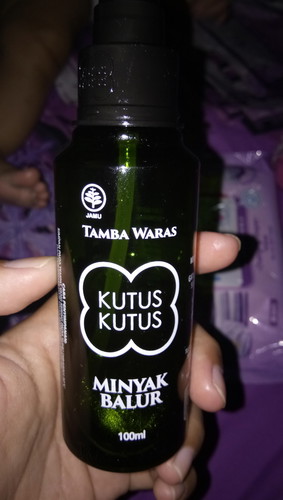 JAMU
TAMBA WARAS
KUTUS
KUTUS
MINYAK
BALUR
100ml